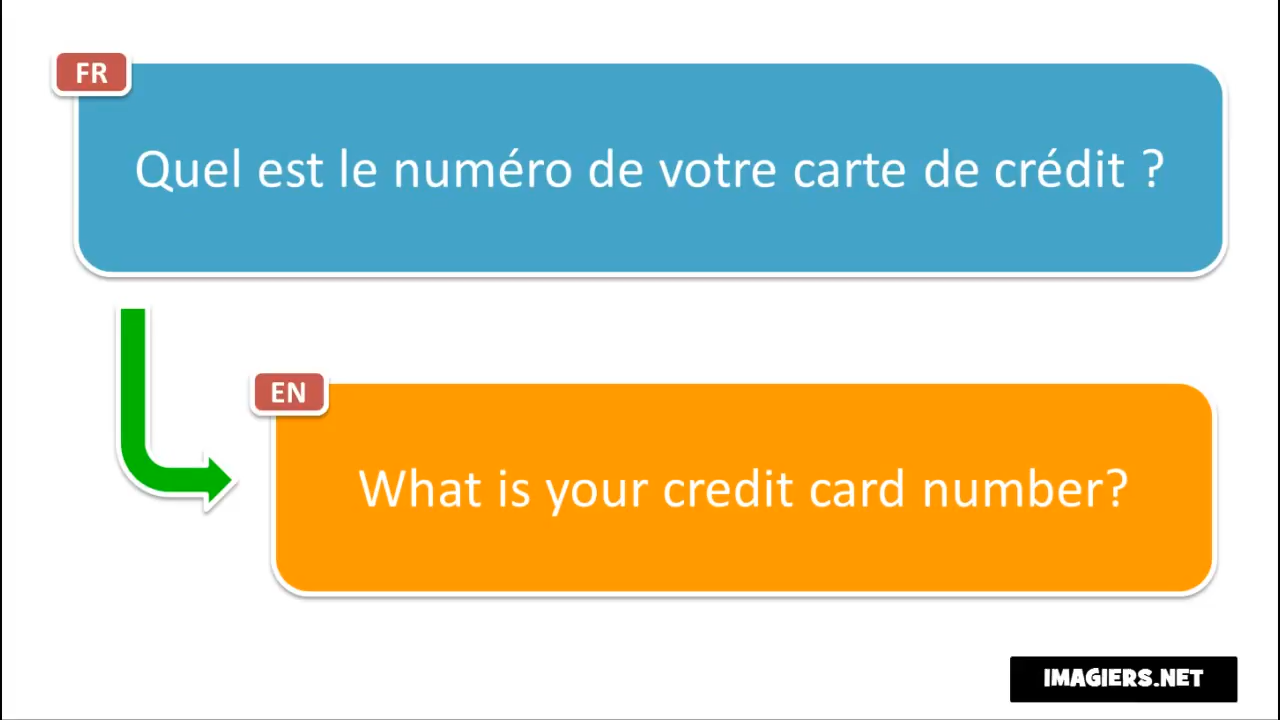 FR
Quel est le numéro de votre carte de crédit ?
EN
What is your credit card number?
IMAGIERS.NET